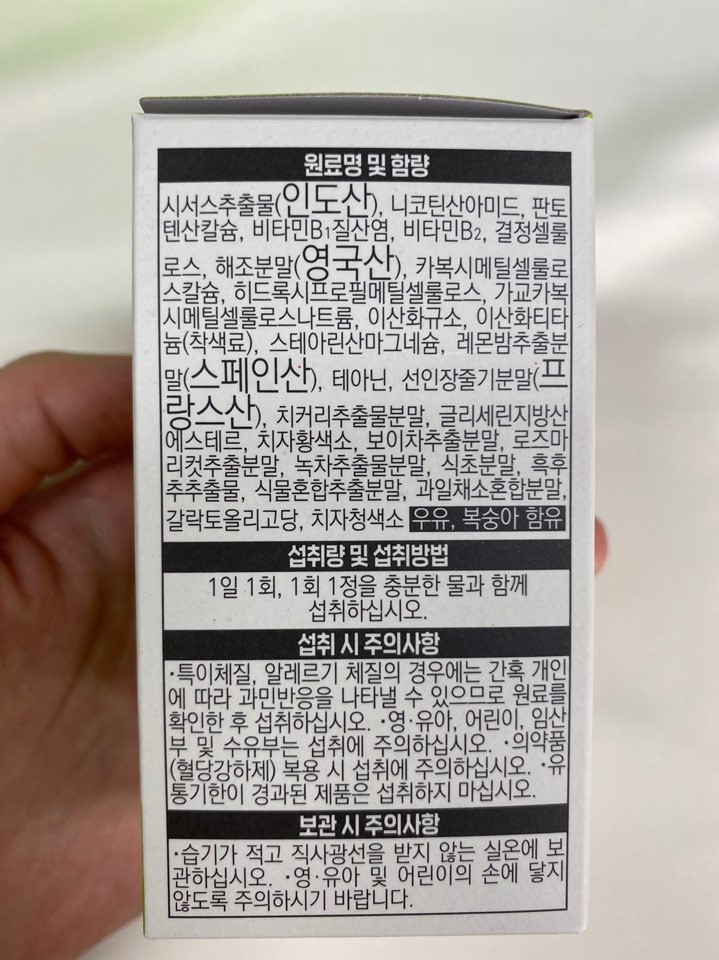 원료명 및 함량
시서스추출물(인도산), 니코틴산아미드, 판토
텐산칼슘, 비타민B₁질산염, 비타민B₂, 결정셀룰
로스, 해조분말(영국산), 카복시메틸셀룰로
스칼슘, 히드록시프로필메틸셀룰로스, 가교카복
시메틸셀룰로스나트륨, 이산화규소, 이산화티타
늄(착색료), 스테아린산마그네슘, 레몬밤추출분
말(스페인산), 테아닌, 선인장줄기분말(프
랑스산), 치커리추출물분말, 글리세린지방산
에스테르, 치자황색소, 보이차추출분말, 로즈마
리컷추출분말, 녹차추출물분말, 식초분말, 흑후
추추출물, 식물혼합추출분말, 과일채소혼합분말,
갈락토올리고당, 치자청색소 우유, 복숭아 함유
섭취량 및 섭취방법
1일 1회, 1회 1정을 충분한 물과 함께
섭취하십시오.
섭취 시 주의사항
·특이체질, 알레르기 체질의 경우에는 간혹 개인
에 따라 과민반응을 나타낼 수 있으므로 원료를
확인한 후 섭취하십시오. ·영·유아, 어린이, 임산
부 및 수유부는 섭취에 주의하십시오. ·의약품
(혈당강하제) 복용 시 섭취에 주의하십시오. ·유
통기한이 경과된 제품은 섭취하지 마십시오.
보관 시 주의사항
·습기가 적고 직사광선을 받지 않는 실온에 보
관하십시오. ·영·유아 및 어린이의 손에 닿지
않도록 주의하시기 바랍니다.